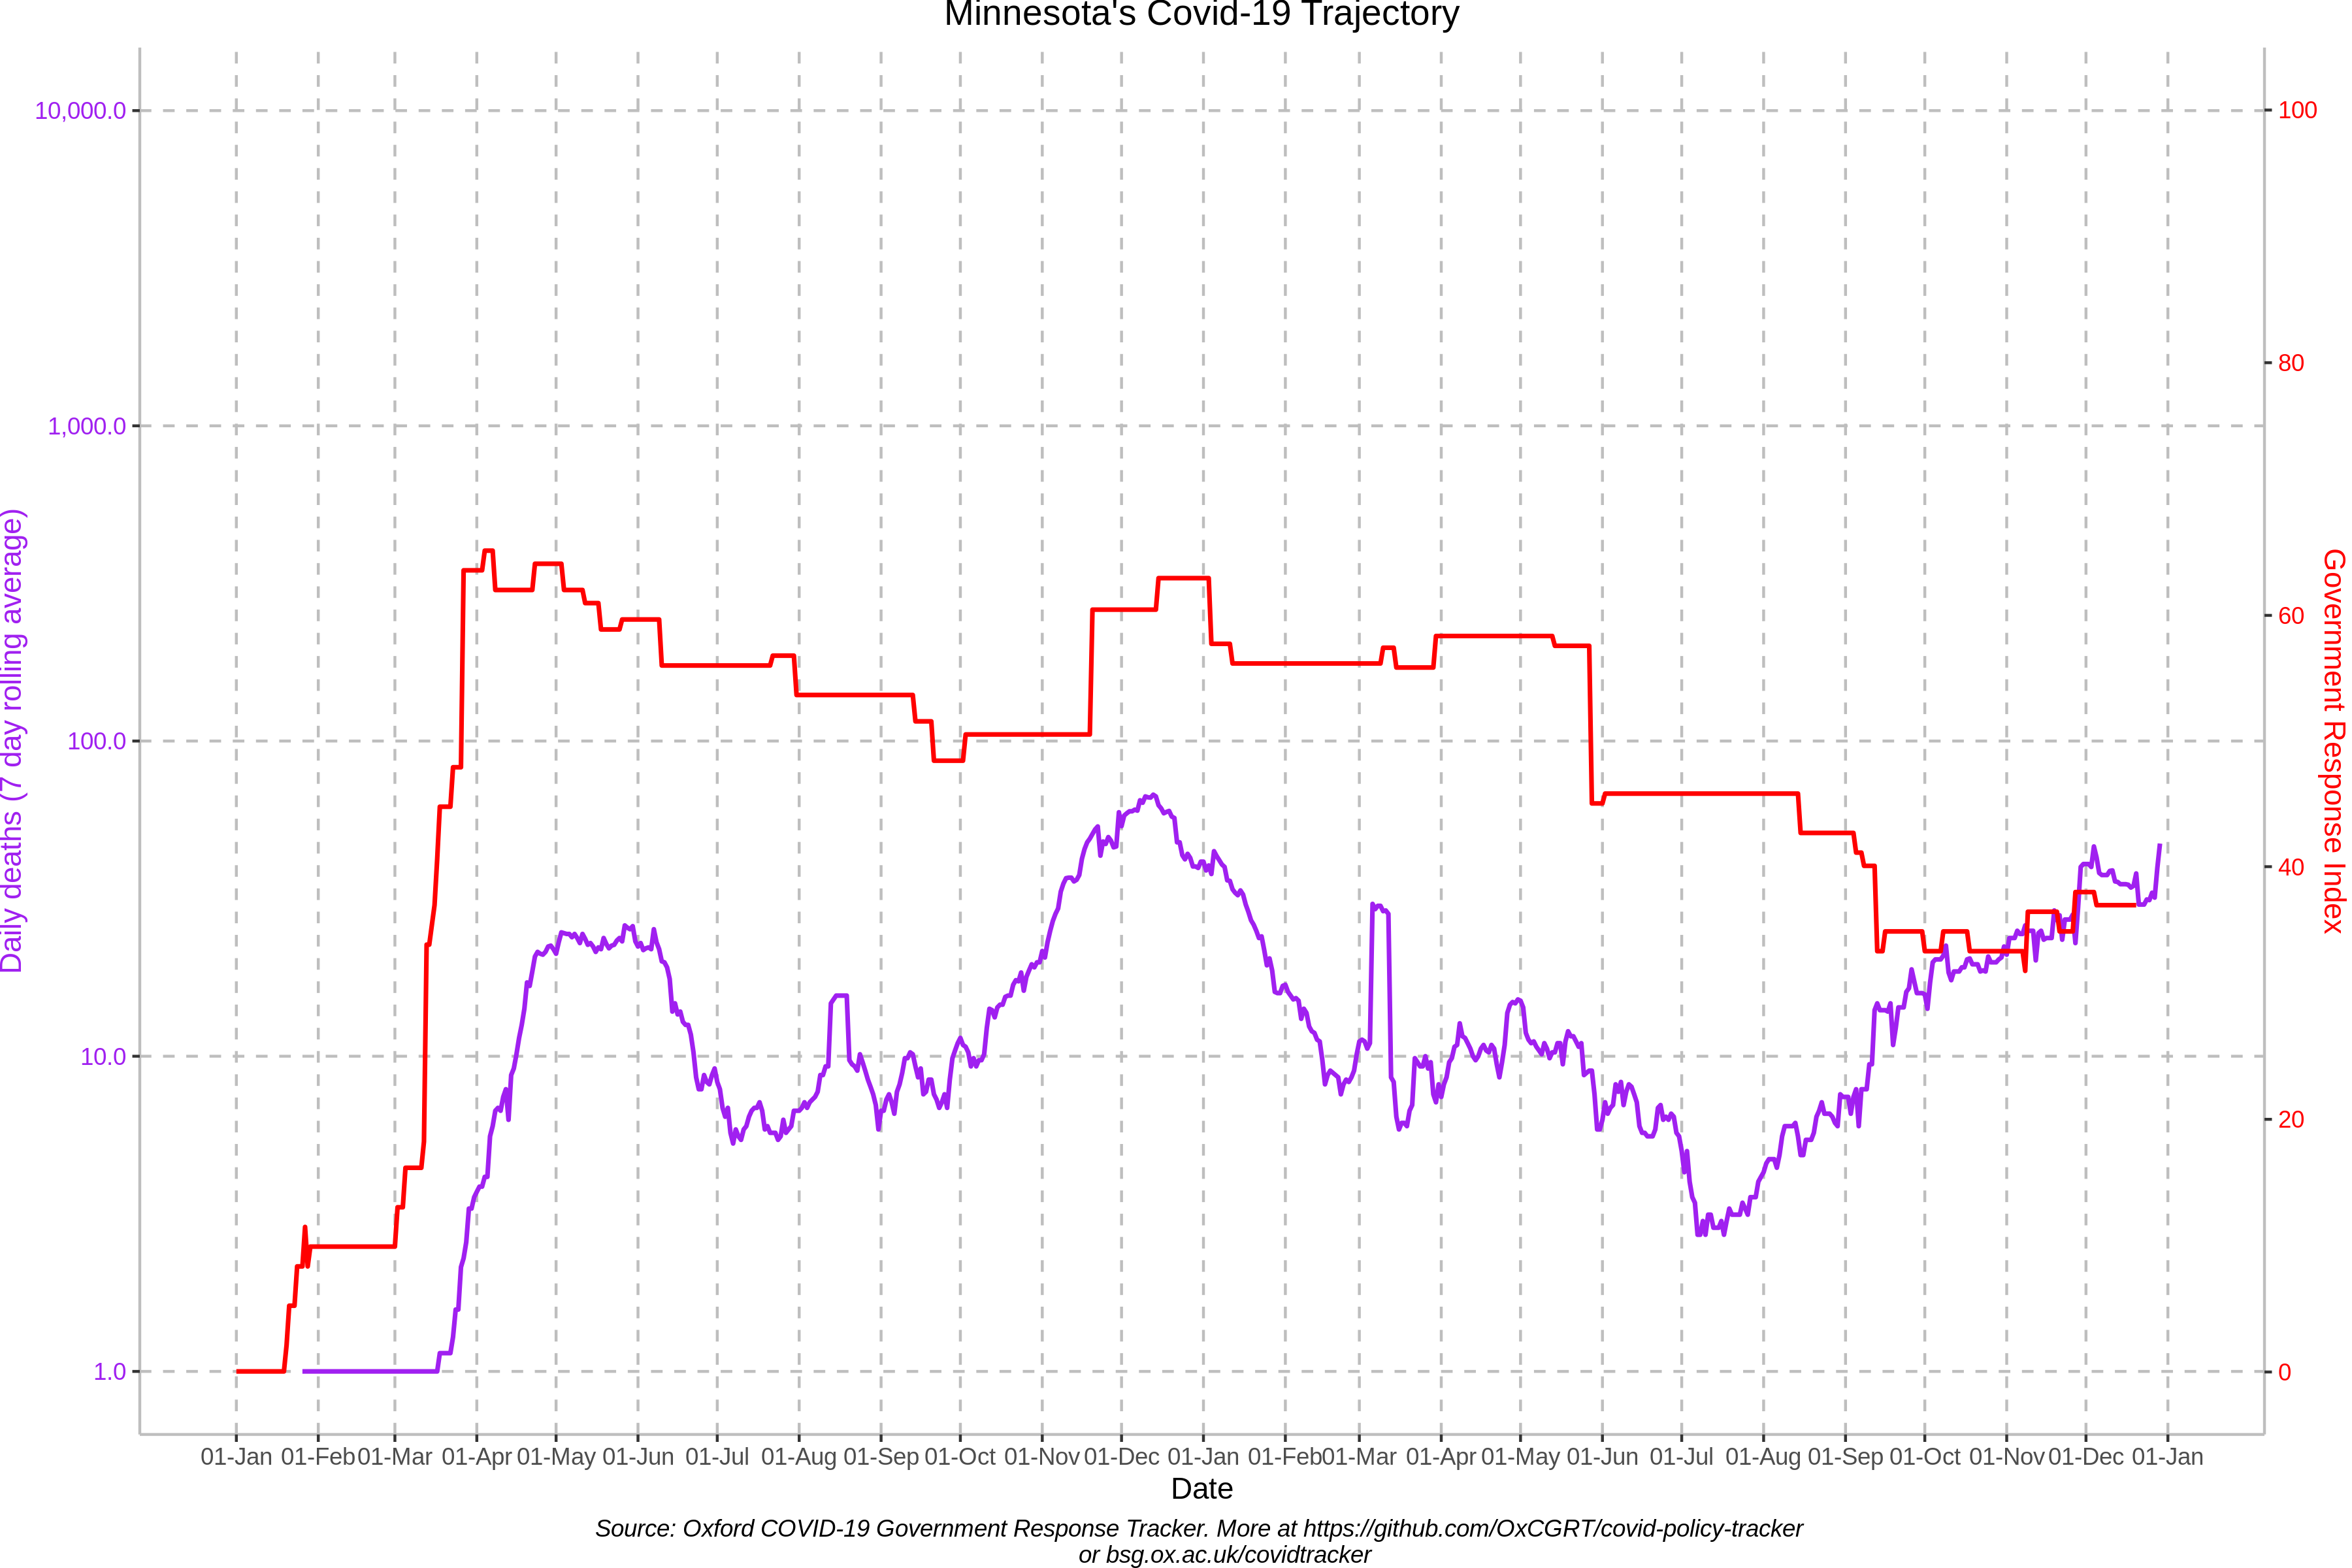 Minnesota's Covid-19 Trajectory
10,000.0
1,000.0
100.0
10.0
1.0
Daily deaths (7 day rolling average)
100
80
60
40
20
0
Government Response Index
01-Jan 01-Feb 01-Mar 01-Apr 01-May 01-Jun 01-Jul 01-Aug 01-Sep 01-Oct 01-Nov 01-Dec 01-Jan 01-Feb 01-Mar 01-Apr 01-May 01-Jun 01-Jul 01-Aug 01-Sep 01-Oct 01-Nov 01-Dec 01-Jan
Date
Source: Oxford COVID-19 Government Response Tracker. More at https://github.com/OxCGRT/covid-policy-tracker
or bsg.ox.ac.uk/covidtracker